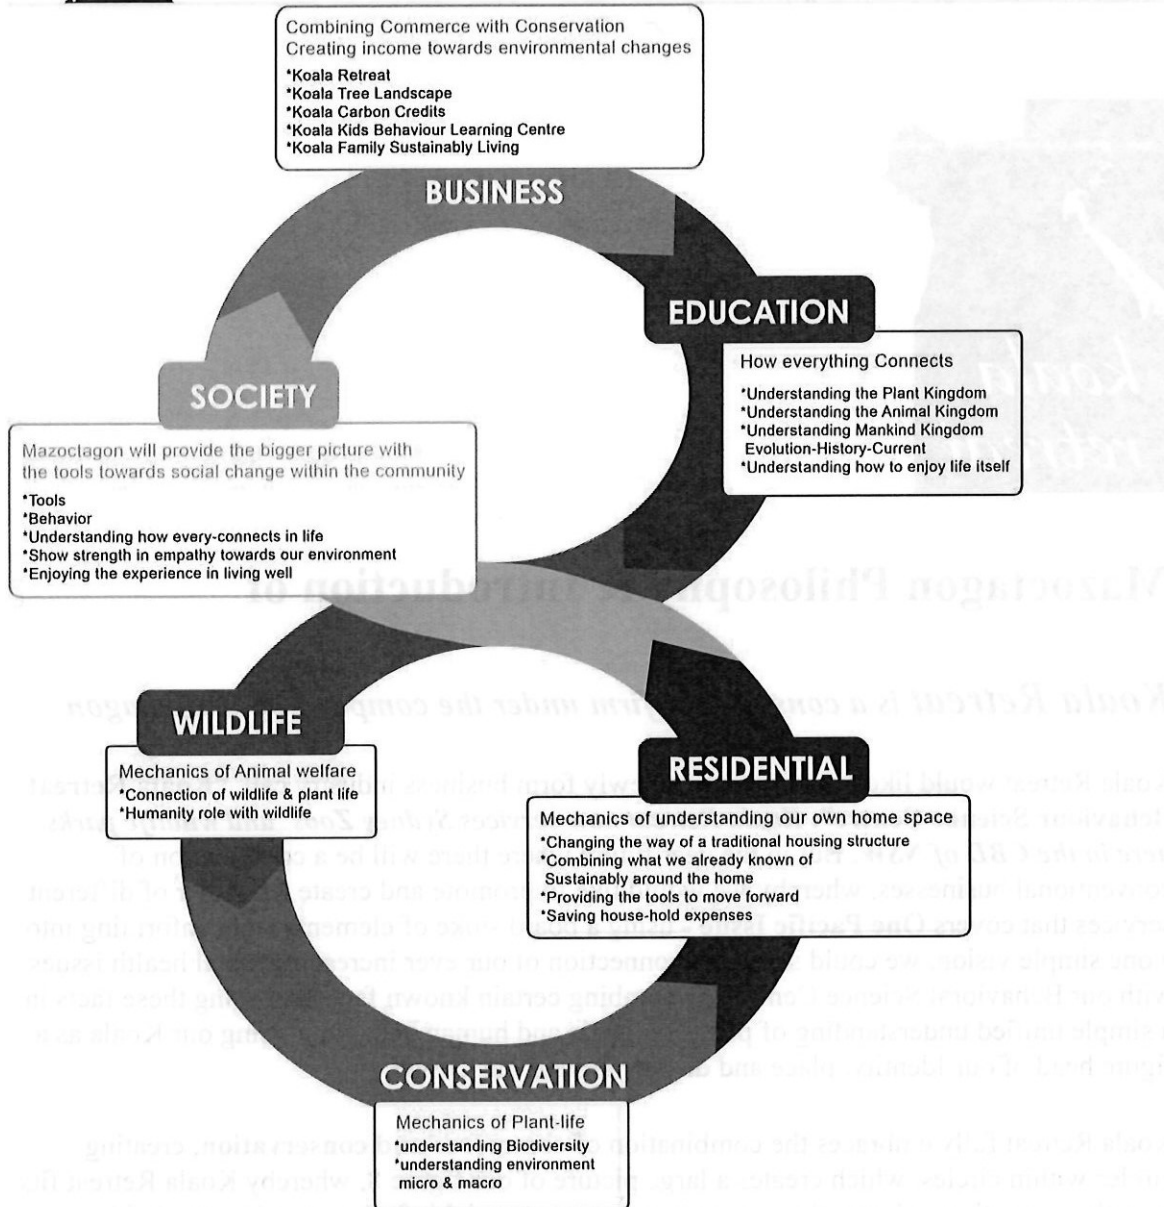 Combining Commerce with Conservation
Creating income towards environmental changes
*Koala Retreat
*Koala Tree Landscape
*Koala Carbon Credits
*Koala Kids Behaviour Learning Centre
*Koala Family Sustainably Living
BUSINESS
EDUCATION
How everything Connects
*Understanding the Plant Kingdom
*Understanding the Animal Kingdom
*Understanding Mankind Kingdom
Evolution-History-Current
*Understanding how to enjoy life itself
SOCIETY
Mazoctagon will provide the bigger picture with
the tools towards social change within the community
*Tools
*Behavior
*Understanding how every-connects in life
*Show strength in empathy towards our environment
*Enjoying the experience in living well
WILDLIFE
Mechanics of Animal welfare
*Connection of wildlife & plant life
*Humanity role with wildlife
RESIDENTIAL
Mechanics of understanding our own home space
*Changing the way of a traditional housing structure
*Combining what we already known of
Sustainably around the home
*Providing the tools to move forward
*Saving house-hold expenses
CONSERVATION
Mechanics of Plant-life
*understanding Biodiversity
*understanding environment
micro & macro